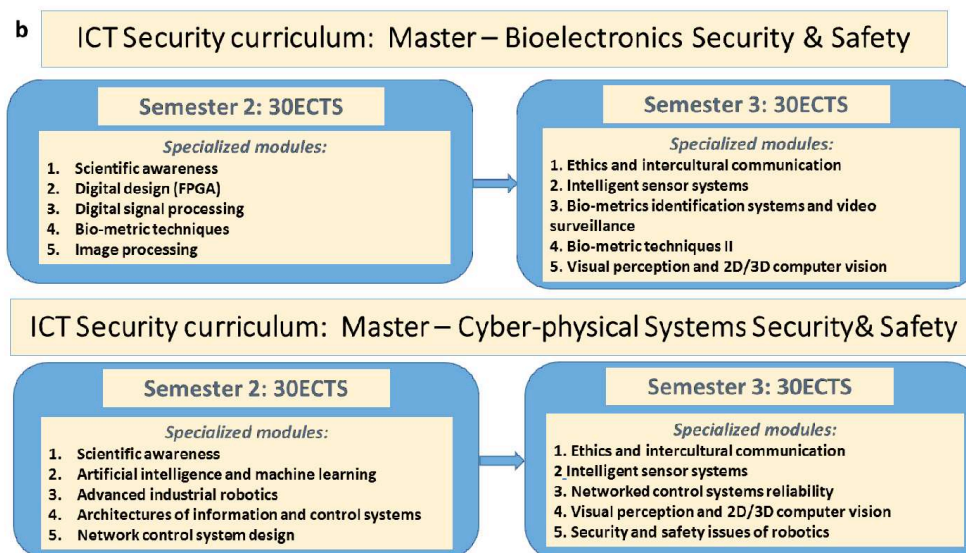 b
ICT Security curriculum: Master – Bioelectronics Security & Safety
Semester 2: 30ECTS
Specialized modules:
1. Scientific awareness
2. Digital design (FPGA)
3. Digital signal processing
4. Bio-metric techniques
5. Image processing
Semester 3: 30ECTS
Specialized modules:
1. Ethics and intercultural communication
2. Intelligent sensor systems
3. Bio-metrics identification systems and video
surveillance
4. Bio-metric techniques II
5. Visual perception and 2D/3D computer vision
ICT Security curriculum: Master – Cyber-physical Systems Security& Safety
Semester 2: 30ECTS
Specialized modules:
1. Scientific awareness
2. Artificial intelligence and machine learning
3. Advanced industrial robotics
4. Architectures of information and control systems
5. Network control system design
Semester 3: 30ECTS
Specialized modules:
1. Ethics and intercultural communication
2 Intelligent sensor systems
3. Networked control systems reliability
4. Visual perception and 2D/3D computer vision
5. Security and safety issues of robotics